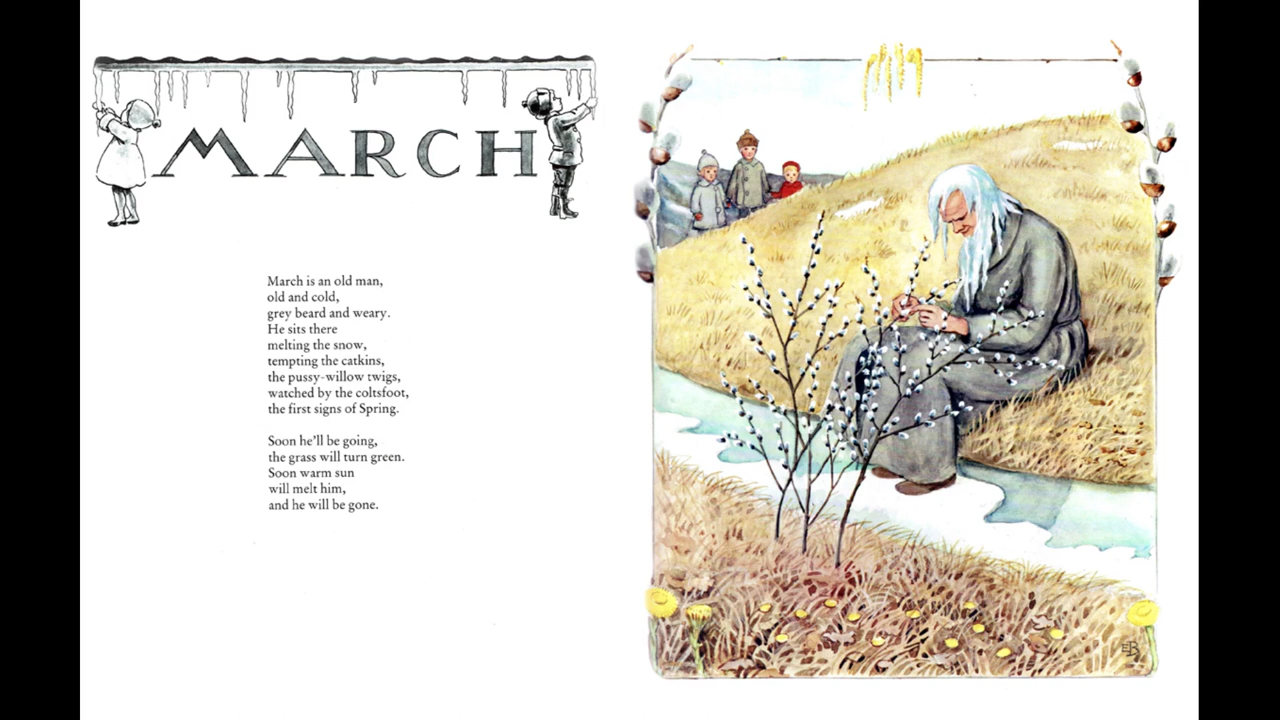 MARCH
March is an old man,
old and cold,
grey beard and weary.
He sits there
melting the snow,
tempting the catkins,
the pussy-willow twigs,
watched by the coltsfoot,
the first signs of Spring.
Soon he'll be going,
the grass will turn green.
Soon warm sun
will melt him,
and he will be gone.
EB